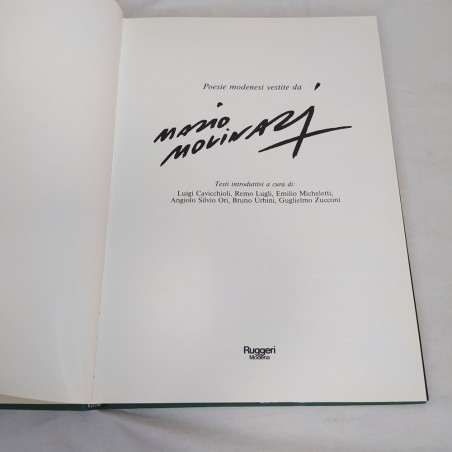 Poesie modenesi vestite da
MARIO
MOLINARI
Testi introduttivi a cura di:
Luigi Cavicchioli, Remo Lugli, Emilio Micheletti,
Angiolo Silvio Ori, Bruno Urbini, Guglielmo Zucconi
Ruggeri
Modena